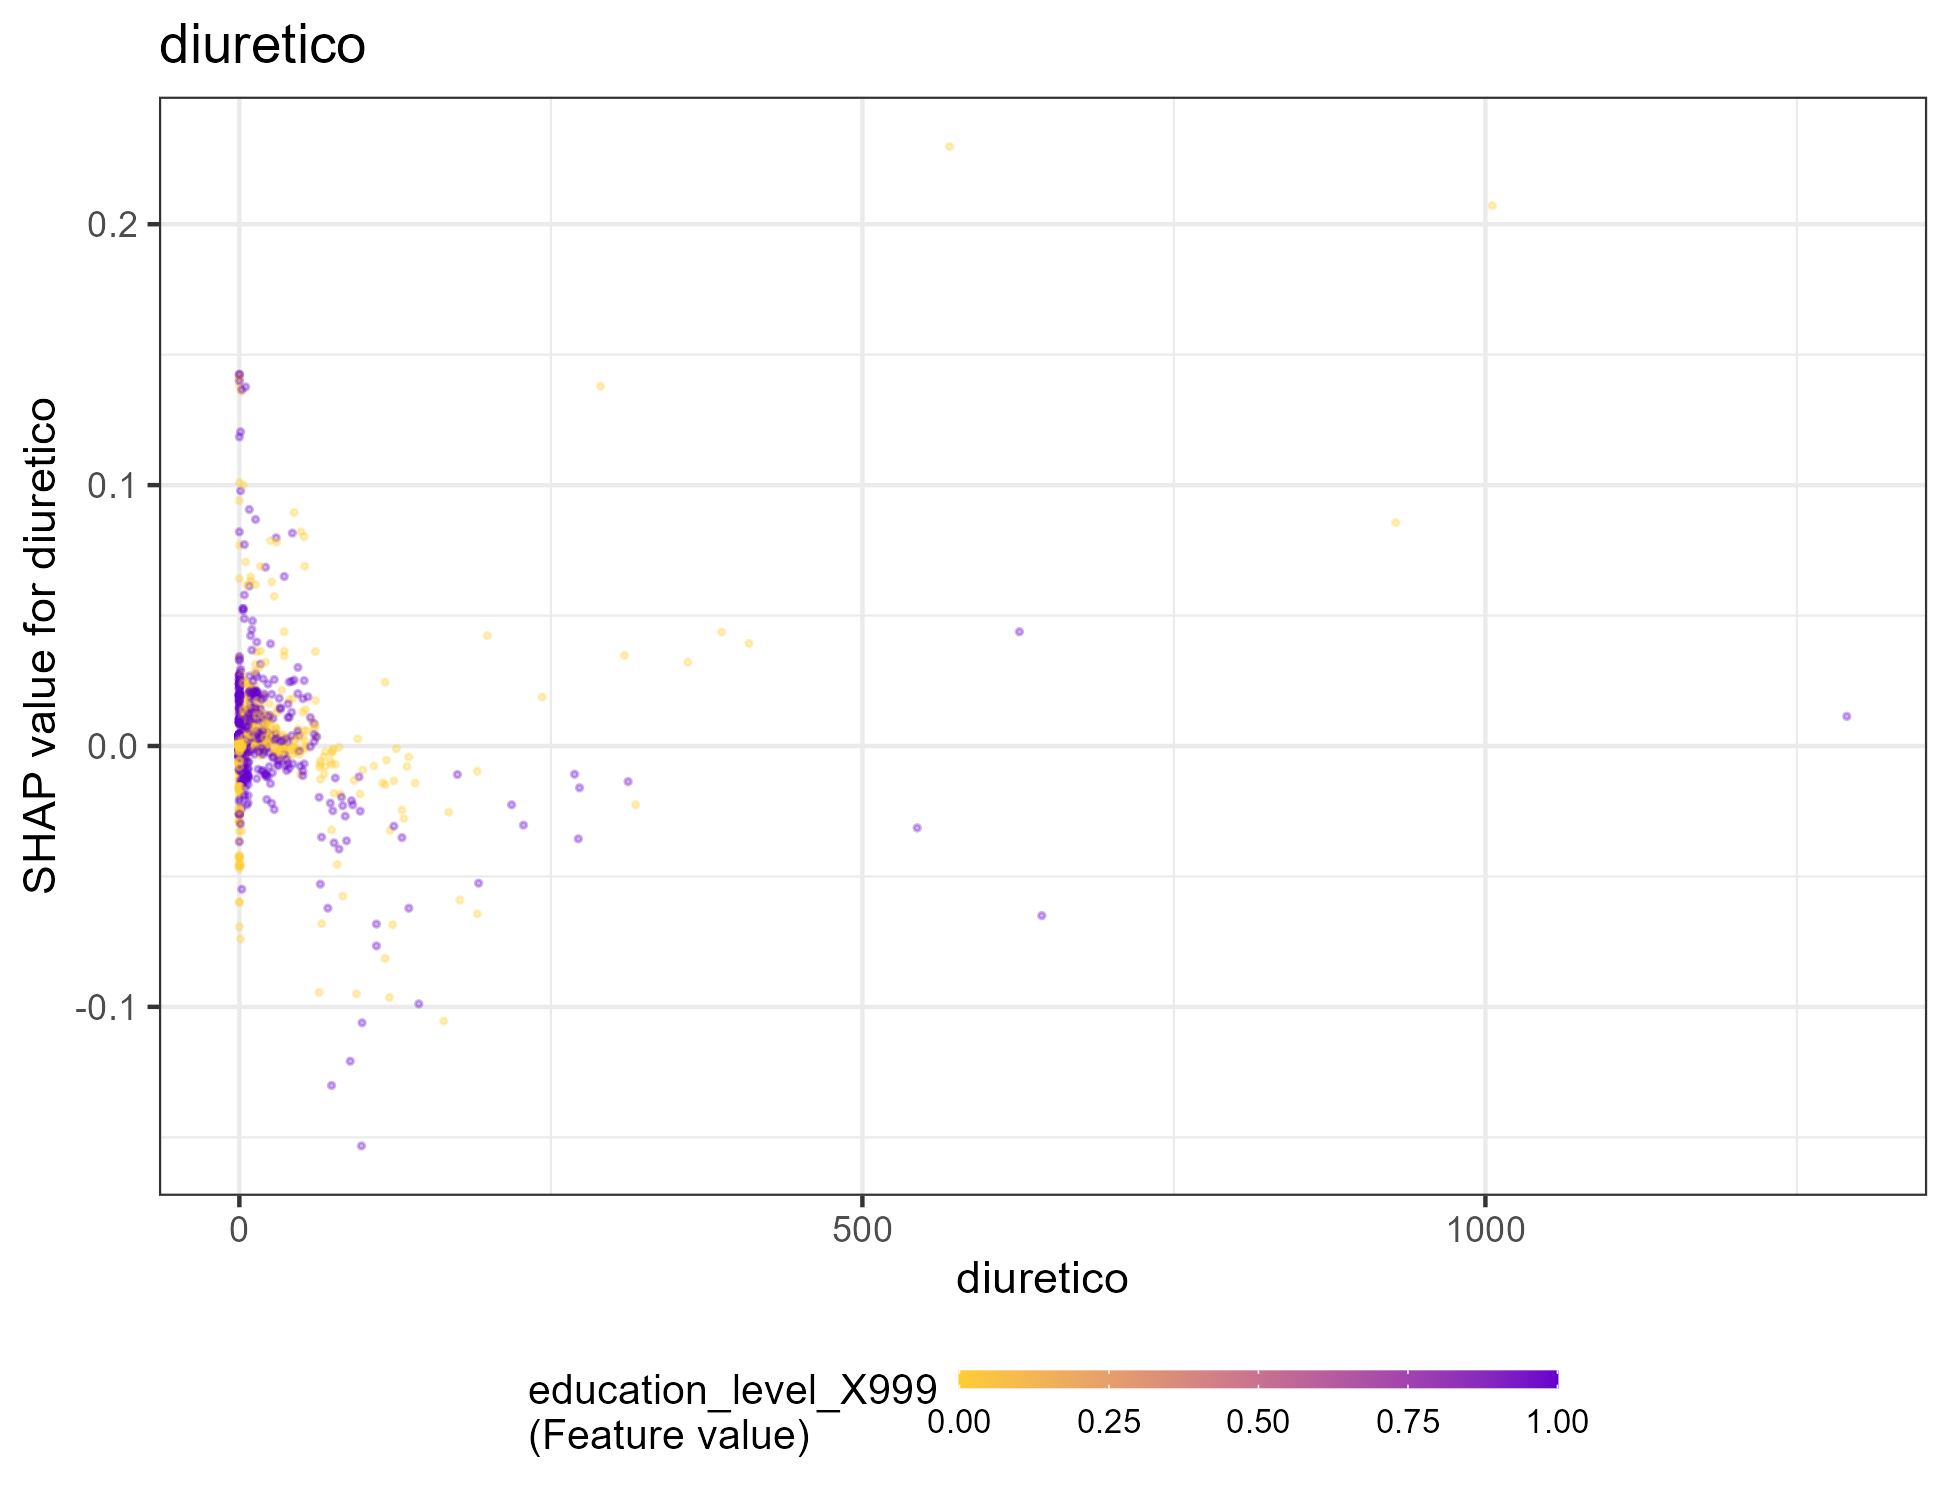 diuretico
SHAP value for diuretico
0.2
0.1
0.0
-0.1
0
500
1000
diuretico
education_level_X999
(Feature value)
0.00
0.25
0.50
0.75
1.00